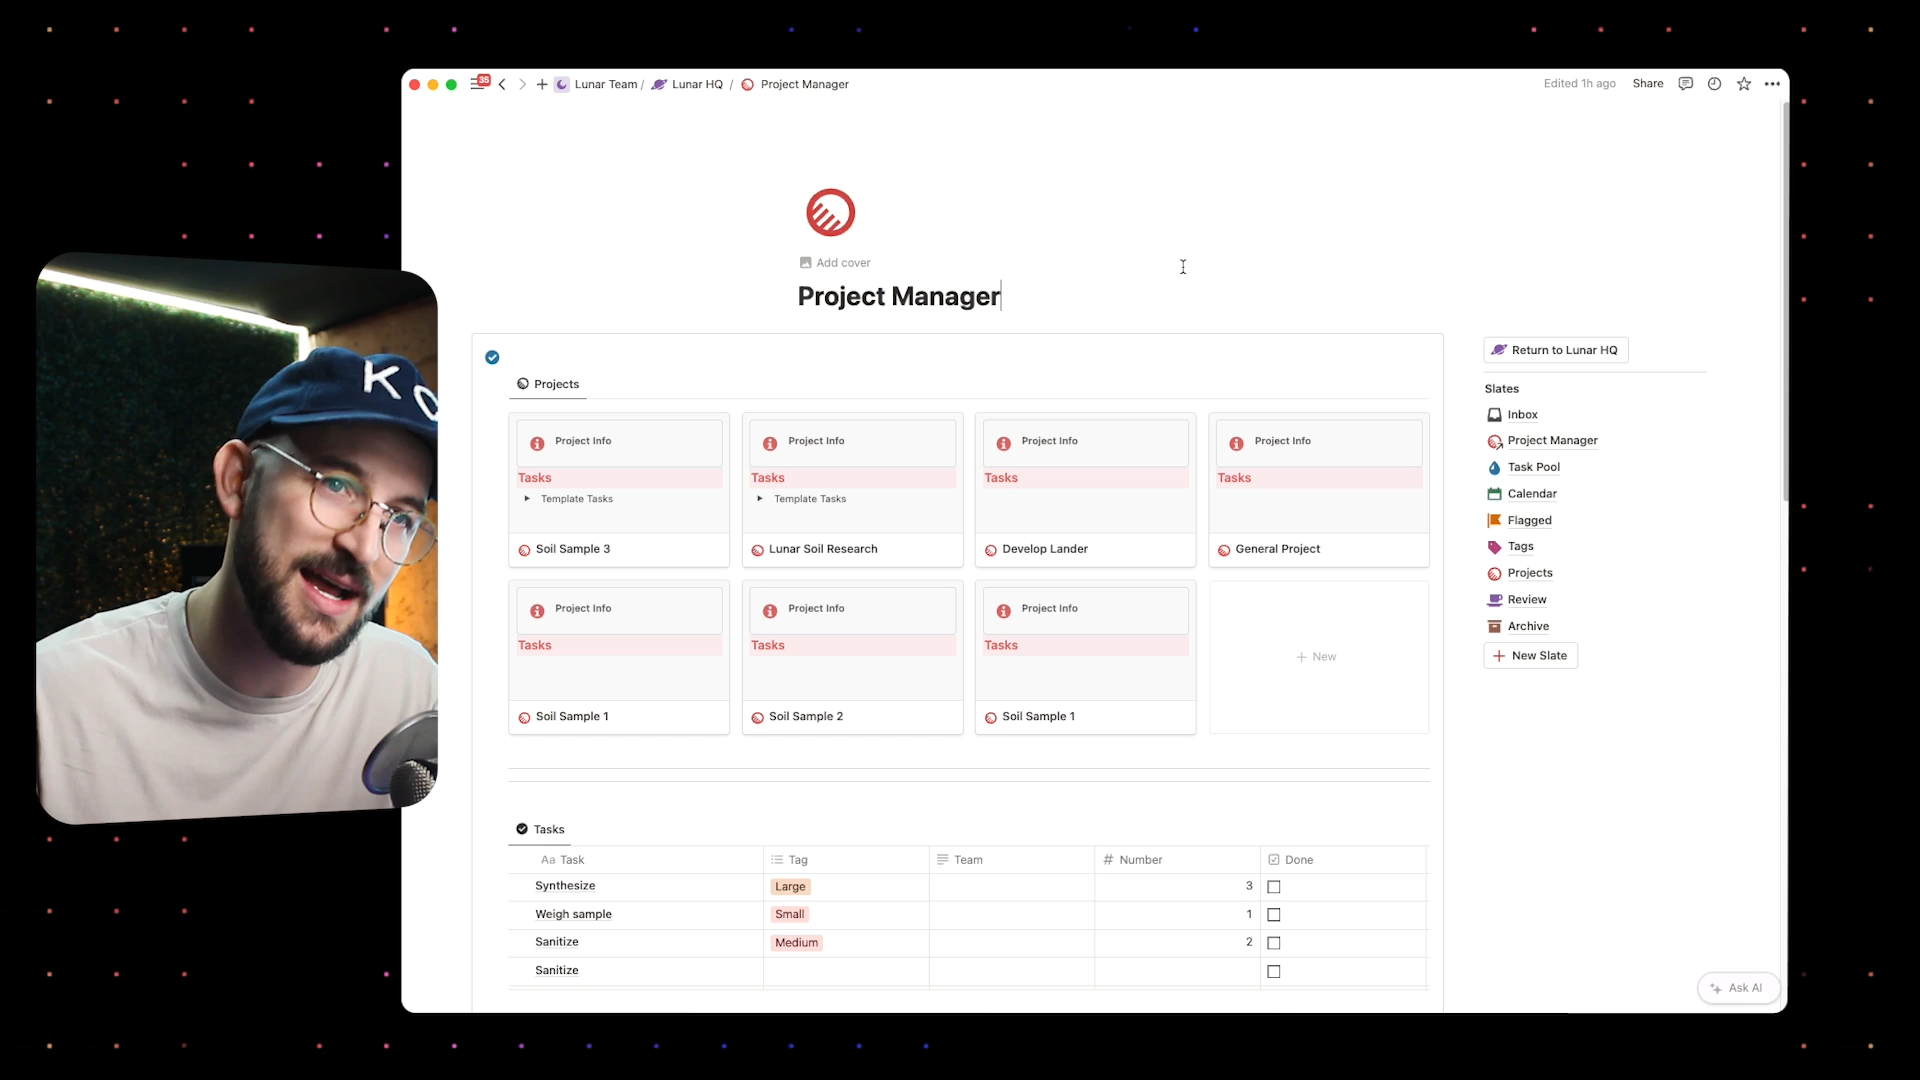 35
Lunar Team / Lunar HQ / Project Manager
Edited 1h ago Share
Add cover
Project Manager
Return to Lunar HQ
Projects
Slates
Inbox
Project Manager
Task Pool
Calendar
Flagged
Tags
Projects
Review
Archive
New Slate
Project Info
Tasks
Template Tasks
Soil Sample 3
Project Info
Tasks
Template Tasks
Lunar Soil Research
Project Info
Tasks
Develop Lander
Project Info
Tasks
General Project
Project Info
Tasks
Soil Sample 1
Project Info
Tasks
Soil Sample 2
Project Info
Tasks
Soil Sample 1
+ New
Tasks
Aa Task Tag Team # Number Done
Synthesize Large 3
Weigh sample Small 1
Sanitize Medium 2
Sanitize
Ask AI